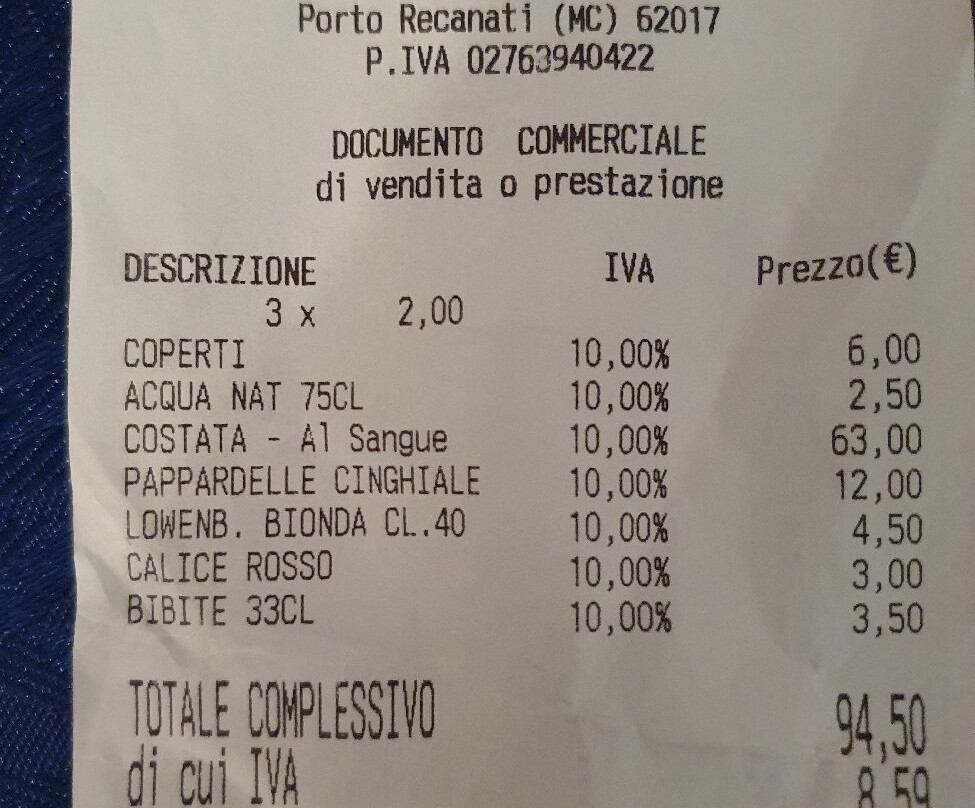 Porto Recanati (MC) 62017
P.IVA 02763940422
DOCUMENTO COMMERCIALE
di vendita o prestazione
DESCRIZIONE IVA Prezzo(€)
3 x 2,00
COPERTI 10,00% 6,00
ACQUA NAT 75CL 10,00% 2,50
COSTATA - Al Sangue 10,00% 63,00
PAPPARDELLE CINGHIALE 10,00% 12,00
LOWENB. BIONDA CL.40 10,00% 4,50
CALICE ROSSO 10,00% 3,00
BIBITE 33CL 10,00% 3,50
TOTALE COMPLESSIVO 94,50
di cui IVA 8,59